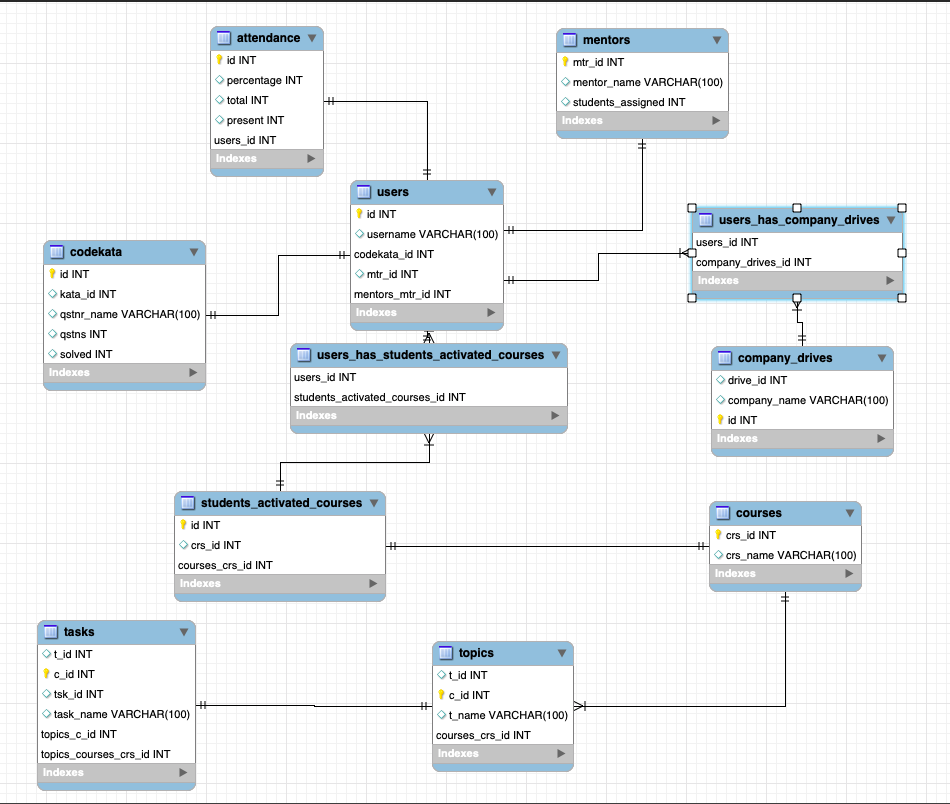 attendance
id INT
percentage INT
total INT
present INT
users_id INT
Indexes
mentors
mtr_id INT
mentor_name VARCHAR(100)
students_assigned INT
Indexes
users
id INT
username VARCHAR(100)
codekata_id INT
mtr_id INT
mentors_mtr_id INT
Indexes
users_has_company_drives
users_id INT
company_drives_id INT
Indexes
codekata
id INT
kata_id INT
qstnr_name VARCHAR(100)
qstns INT
solved INT
Indexes
users_has_students_activated_courses
users_id INT
students_activated_courses_id INT
Indexes
company_drives
drive_id INT
company_name VARCHAR(100)
id INT
Indexes
students_activated_courses
id INT
crs_id INT
courses_crs_id INT
Indexes
courses
crs_id INT
crs_name VARCHAR(100)
Indexes
tasks
t_id INT
c_id INT
tsk_id INT
task_name VARCHAR(100)
topics_c_id INT
topics_courses_crs_id INT
Indexes
topics
t_id INT
c_id INT
t_name VARCHAR(100)
courses_crs_id INT
Indexes